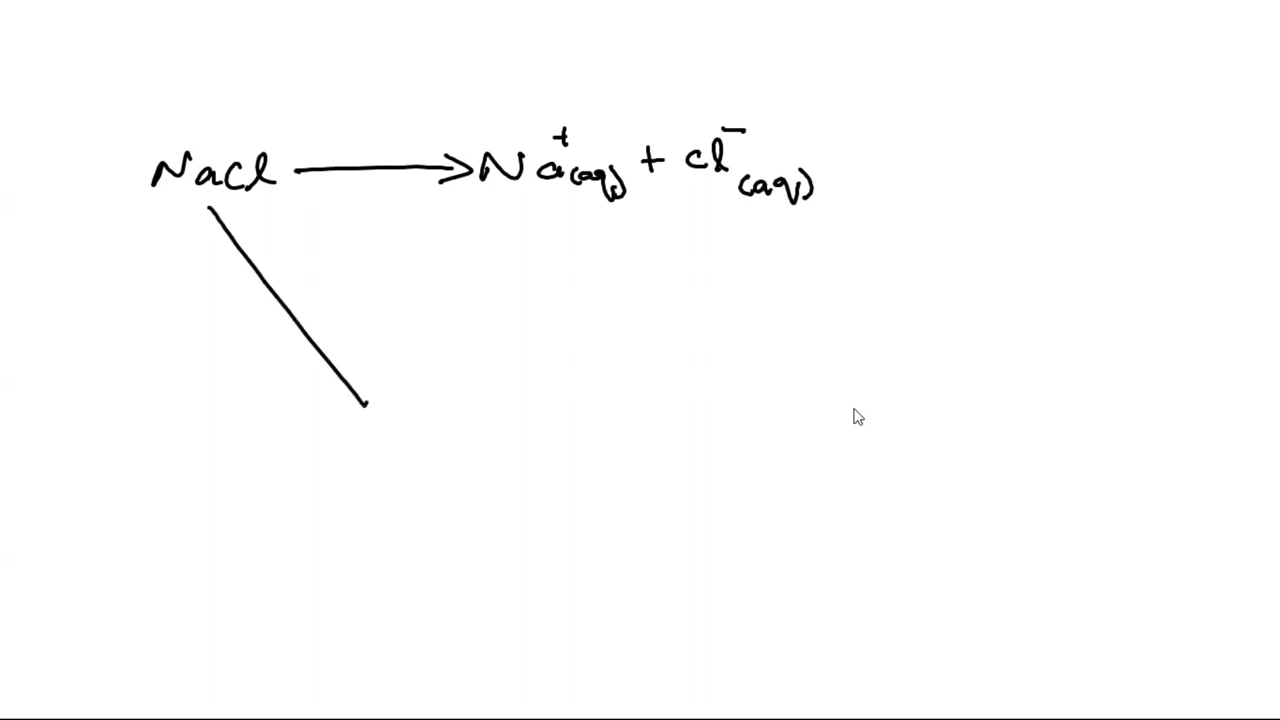 NaCl ⟶ Na⁺(aq) + Cl⁻(aq)